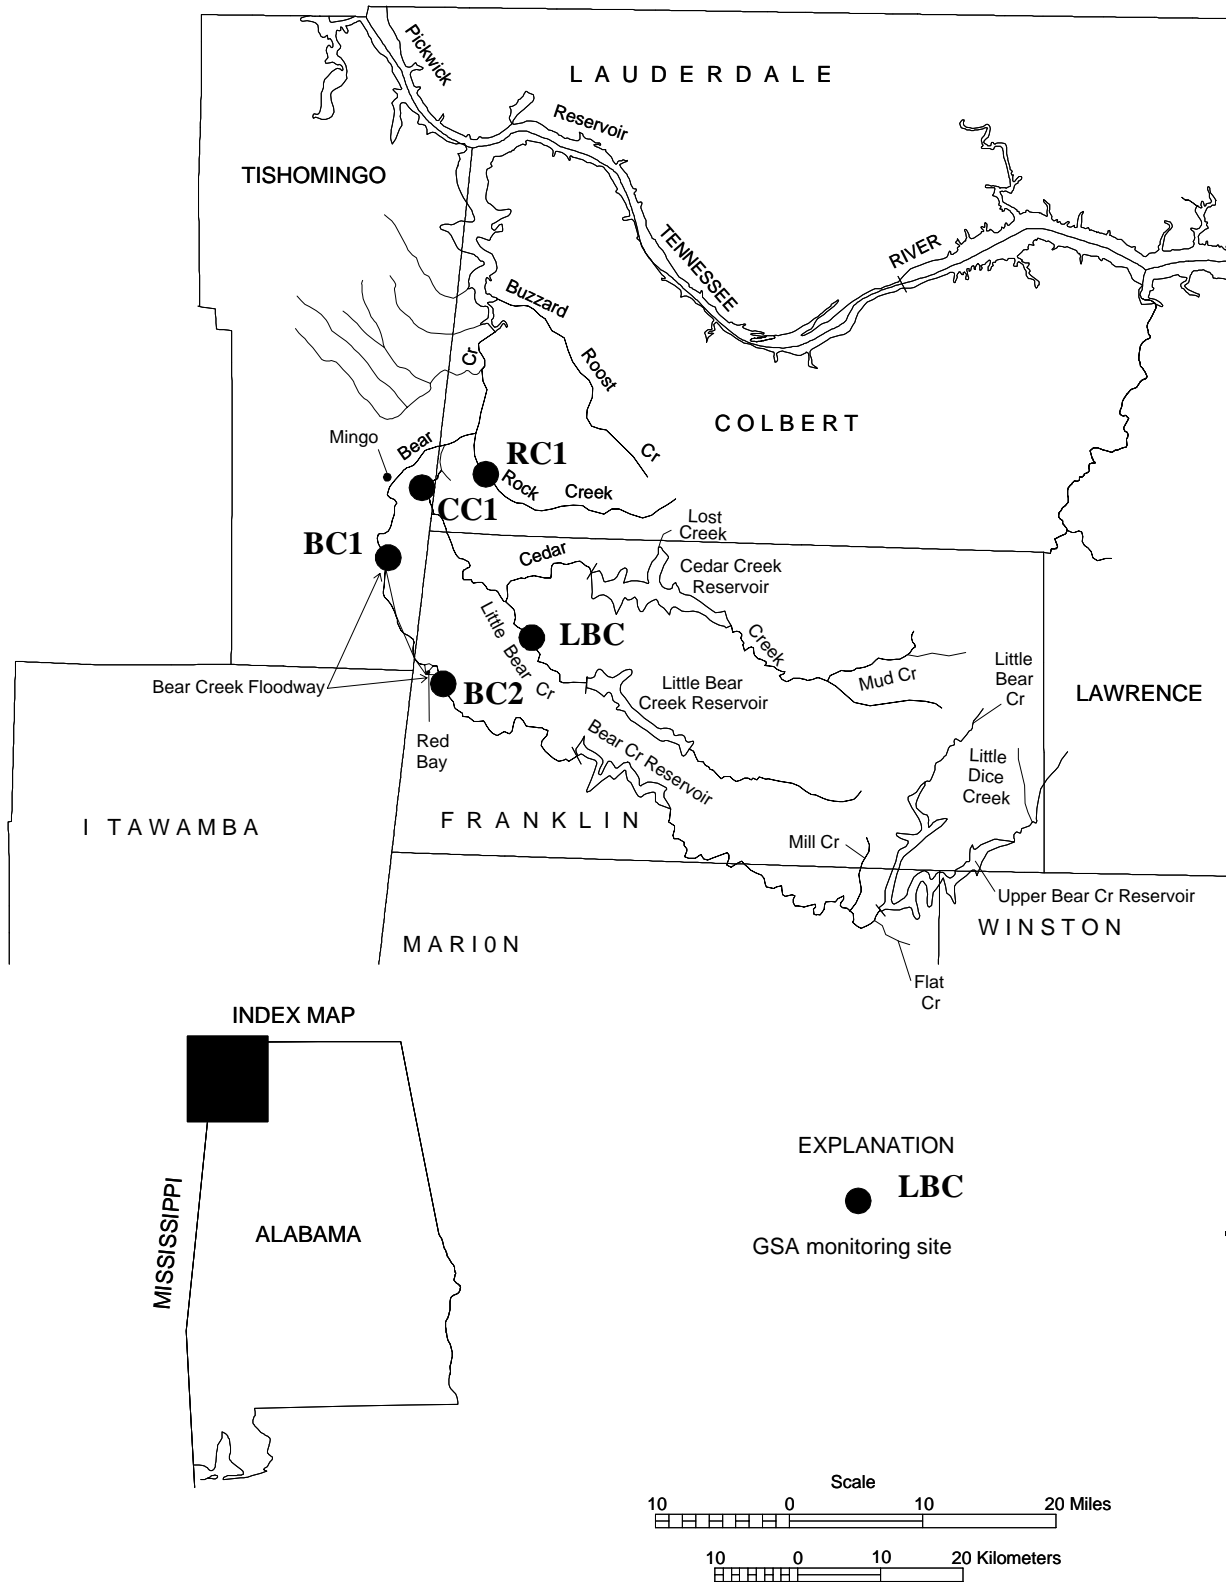 Pickwick
LAUDERDALE
Reservoir
TISHOMINGO
TENNESSEE
RIVER
Buzzard
Roost
Cr
Cr
COLBERT
Mingo
Bear
RC1
Rock
Creek
CC1
Lost
Creek
BC1
Cedar
Cedar Creek
Reservoir
Creek
Little
Bear
Cr
LBC
Mud Cr
Little
Bear
Cr
LAWRENCE
Bear Creek Floodway
BC2
Little Bear
Creek Reservoir
Red
Bay
Bear Cr Reservoir
Little
Dice
Creek
ITAWAMBA
FRANKLIN
Mill Cr
Upper Bear Cr Reservoir
WINSTON
MARI0N
Flat
Cr
INDEX MAP
MISSISSIPPI
ALABAMA
EXPLANATION
LBC
GSA monitoring site
Scale
10 0 10 20 Miles
10 0 10 20 Kilometers